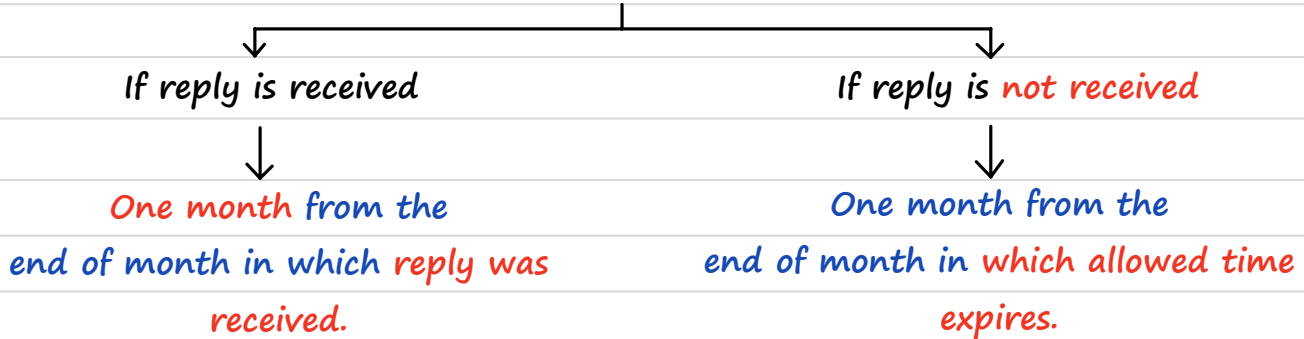 If reply is received
If reply is not received
One month from the
end of month in which reply was
received.
One month from the
end of month in which allowed time
expires.